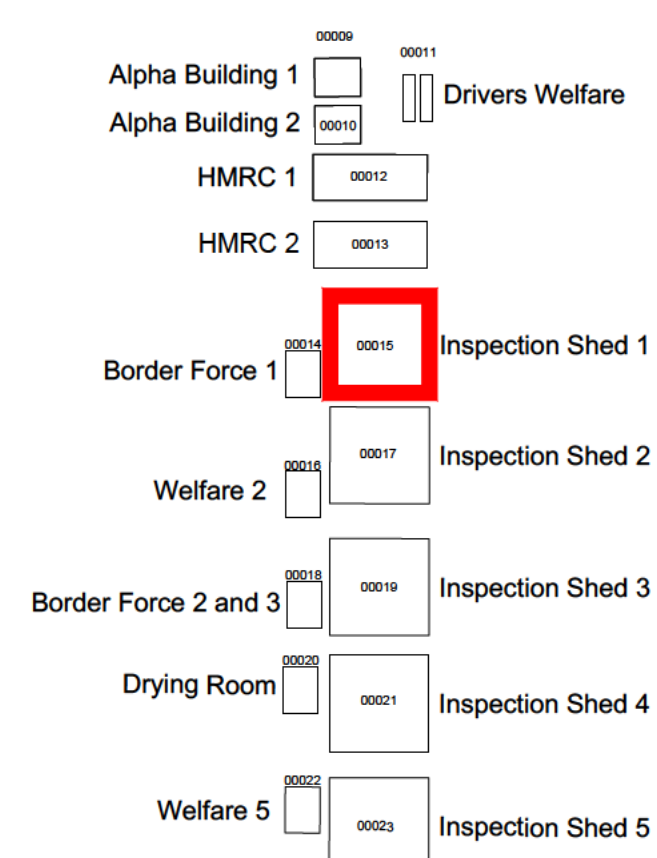 00009
00011
Alpha Building 1
Drivers Welfare
Alpha Building 2
00010
HMRC 1
00012
HMRC 2
00013
00014
00015
Inspection Shed 1
Border Force 1
00017
Inspection Shed 2
00016
Welfare 2
00018
00019
Inspection Shed 3
Border Force 2 and 3
00020
Drying Room
00021
Inspection Shed 4
00022
Welfare 5
00023
Inspection Shed 5